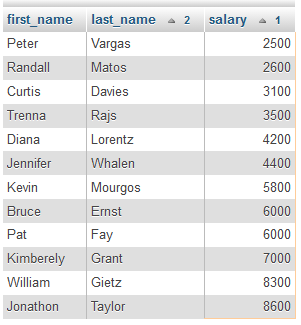 first_name last_name 2 salary 1
Peter Vargas 2500
Randall Matos 2600
Curtis Davies 3100
Trenna Rajs 3500
Diana Lorentz 4200
Jennifer Whalen 4400
Kevin Mourgos 5800
Bruce Ernst 6000
Pat Fay 6000
Kimberely Grant 7000
William Gietz 8300
Jonathon Taylor 8600